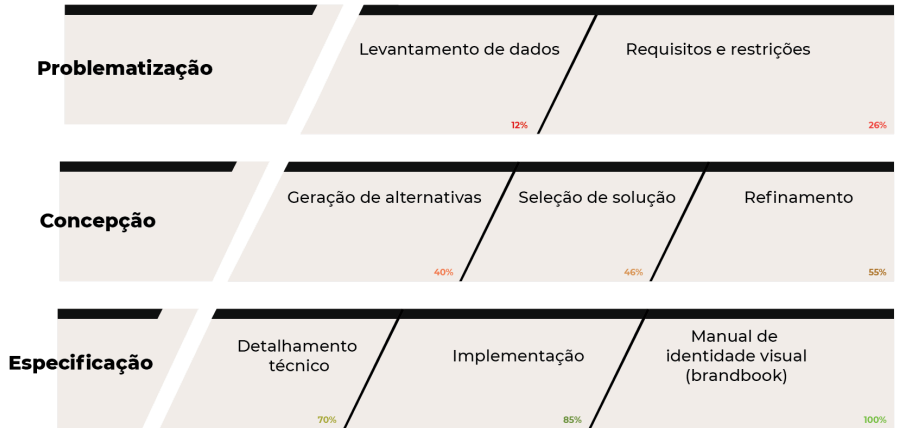 Problematização
Levantamento de dados
12%
Requisitos e restrições
26%
Concepção
Geração de alternativas
40%
Seleção de solução
46%
Refinamento
55%
Especificação
Detalhamento
técnico
70%
Implementação
85%
Manual de
identidade visual
(brandbook)
100%